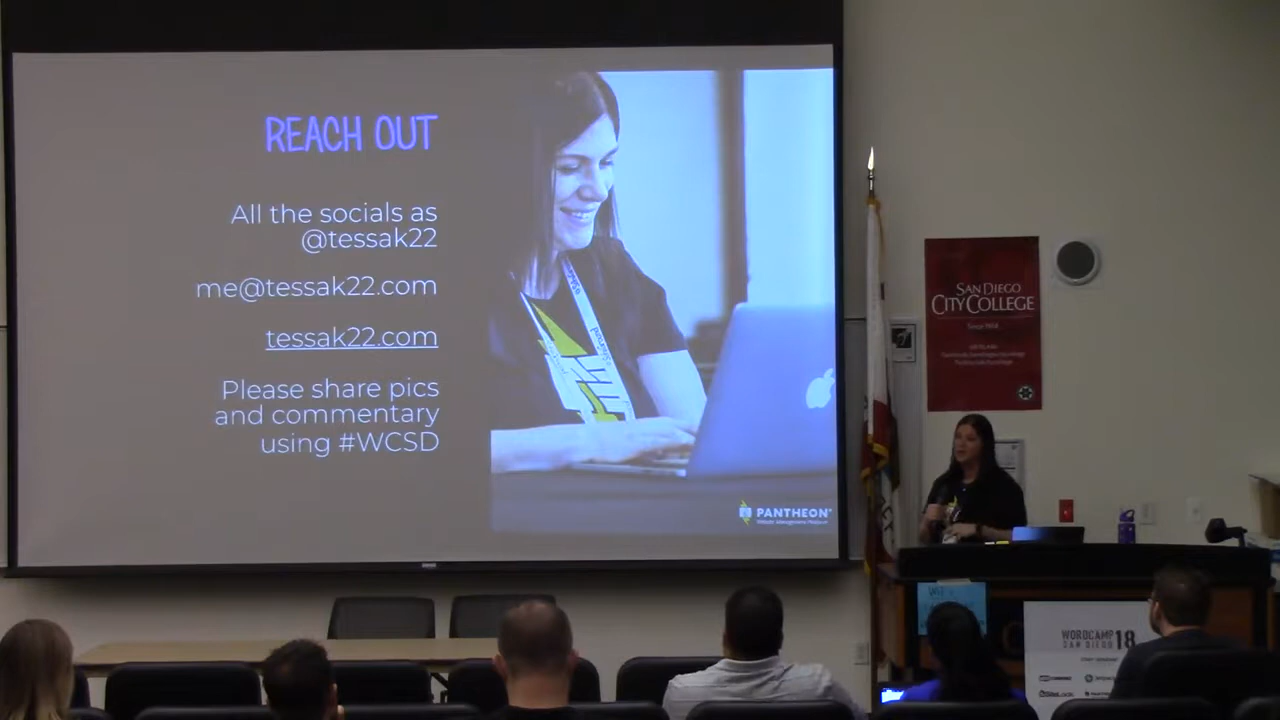 REACH OUT
All the socials as
@tessak22
me@tessak22.com
tessak22.com
Please share pics
and commentary
using #WCSD
PANTHEON
SAN DIEGO
CITY COLLEGE
WORDCAMP
SAN DIEGO
18